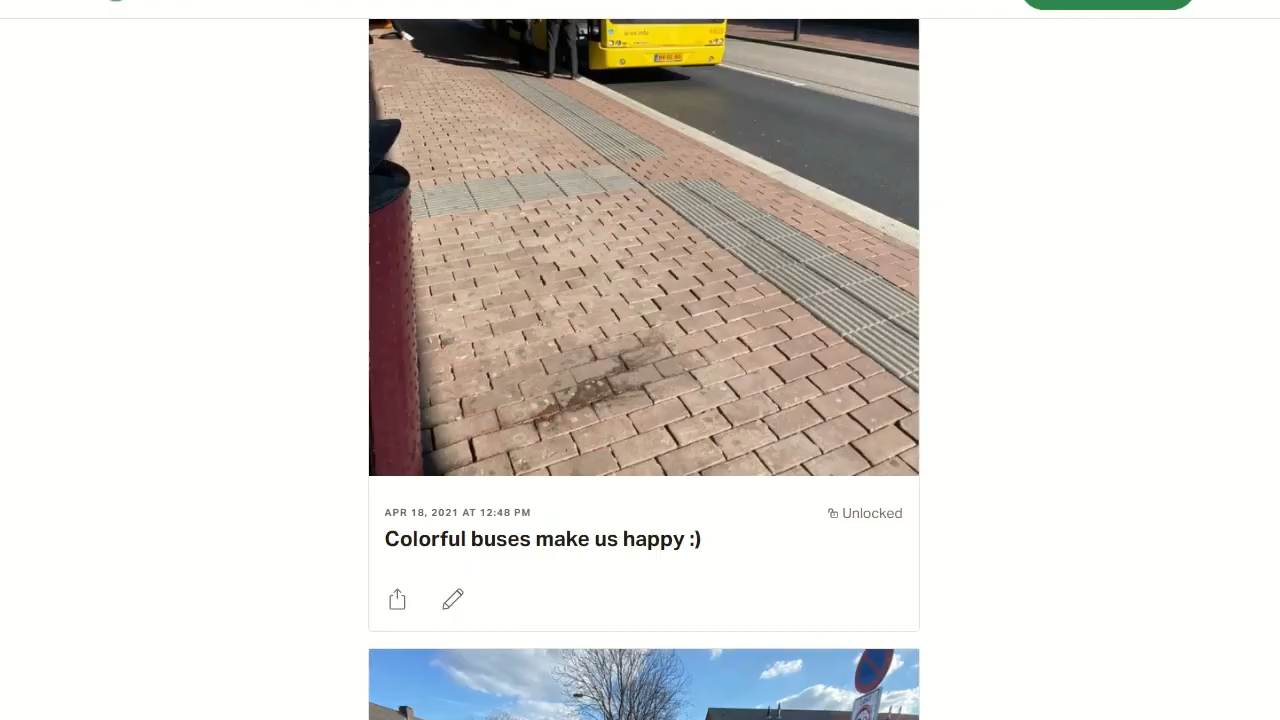 APR 18, 2021 AT 12:48 PM
Unlocked
Colorful buses make us happy :)